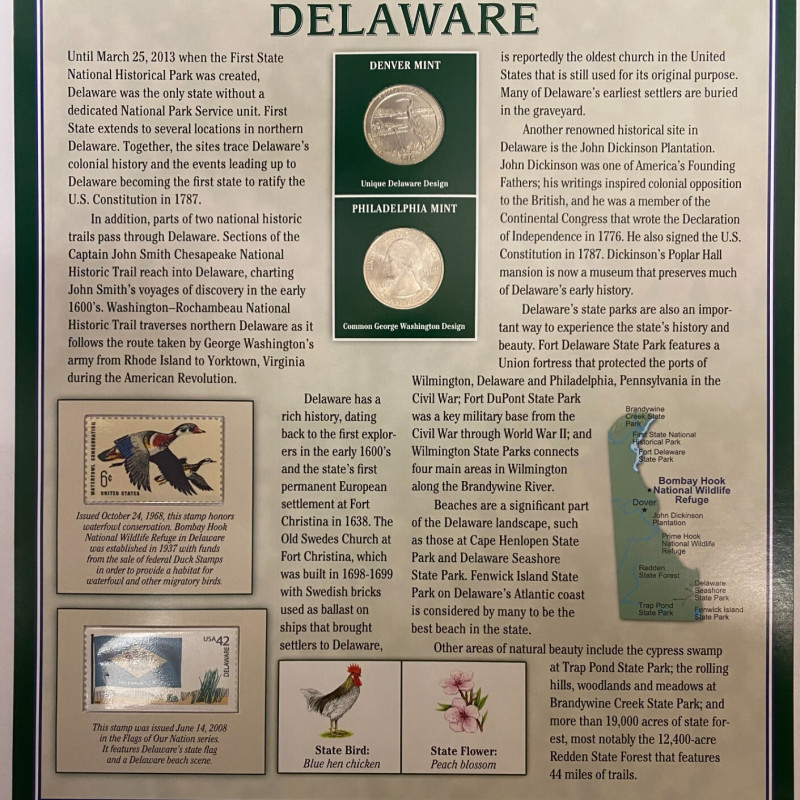 DELAWARE
Until March 25, 2013 when the First State
National Historical Park was created,
Delaware was the only state without a
dedicated National Park Service unit. First
State extends to several locations in northern
Delaware. Together, the sites trace Delaware's
colonial history and the events leading up to
Delaware becoming the first state to ratify the
U.S. Constitution in 1787.
In addition, parts of two national historic
trails pass through Delaware. Sections of the
Captain John Smith Chesapeake National
Historic Trail reach into Delaware, charting
John Smith's voyages of discovery in the early
1600's. Washington–Rochambeau National
Historic Trail traverses northern Delaware as it
follows the route taken by George Washington's
army from Rhode Island to Yorktown, Virginia
during the American Revolution.
DENVER MINT
Unique Delaware Design
PHILADELPHIA MINT
Common George Washington Design
WATERFOWL CONSERVATION
6¢
UNITED STATES
Issued October 24, 1968, this stamp honors
waterfowl conservation. Bombay Hook
National Wildlife Refuge in Delaware
was established in 1937 with funds
from the sale of federal Duck Stamps
in order to provide a habitat for
waterfowl and other migratory birds.
USA 42
DELAWARE
This stamp was issued June 14, 2008
in the Flags of Our Nation series.
It features Delaware's state flag
and a Delaware beach scene.
Delaware has a
rich history, dating
back to the first explor-
ers in the early 1600's
and the state's first
permanent European
settlement at Fort
Christina in 1638. The
Old Swedes Church at
Fort Christina, which
was built in 1698-1699
with Swedish bricks
used as ballast on
ships that brought
settlers to Delaware,
is reportedly the oldest church in the United
States that is still used for its original purpose.
Many of Delaware's earliest settlers are buried
in the graveyard.
Another renowned historical site in
Delaware is the John Dickinson Plantation.
John Dickinson was one of America's Founding
Fathers; his writings inspired colonial opposition
to the British, and he was a member of the
Continental Congress that wrote the Declaration
of Independence in 1776. He also signed the U.S.
Constitution in 1787. Dickinson's Poplar Hall
mansion is now a museum that preserves much
of Delaware's early history.
Delaware's state parks are also an impor-
tant way to experience the state's history and
beauty. Fort Delaware State Park features a
Union fortress that protected the ports of
Wilmington, Delaware and Philadelphia, Pennsylvania in the
Civil War; Fort DuPont State Park
was a key military base from the
Civil War through World War II; and
Wilmington State Parks connects
four main areas in Wilmington
along the Brandywine River.
Beaches are a significant part
of the Delaware landscape, such
as those at Cape Henlopen State
Park and Delaware Seashore
State Park. Fenwick Island State
Park on Delaware's Atlantic coast
is considered by many to be the
best beach in the state.
Other areas of natural beauty include the cypress swamp
at Trap Pond State Park; the rolling
hills, woodlands and meadows at
Brandywine Creek State Park; and
more than 19,000 acres of state for-
est, most notably the 12,400-acre
Redden State Forest that features
44 miles of trails.
Brandywine
Creek State
Park
First State National
Historical Park
Fort Delaware
State Park
Bombay Hook
National Wildlife
Refuge
Dover
John Dickinson
Plantation
Prime Hook
National Wildlife
Refuge
Redden
State Forest
Delaware
Seashore
State Park
Trap Pond
State Park
Fenwick Island
State Park
State Bird:
Blue hen chicken
State Flower:
Peach blossom